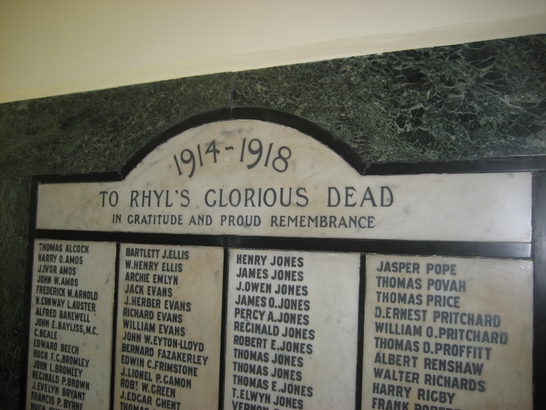 1914-1918
TO RHYL'S GLORIOUS DEAD
IN GRATITUDE AND PROUD REMEMBRANCE
THOMAS ALCOCK
HARRY O. AMOS
J. IVOR AMOS
JOHN W. AMOS
FREDERICK M. ARNOLD
N. CONWAY L. AUSTER
ALFRED BAKEWELL
JOHN E. BAYLISS, M.C.
C. BEALE
EDWARD BEECH
HUGH F. C. BROMLEY
JOHN L. BROMLEY
REGINALD P. BROWN
J. EVELYN BRYANT
FRANCIS P. BYRNE
BARTLETT J. ELLIS
W. HENRY ELLIS
ARCHIE EMLYN
JACK EVANS
J. HERBER EVANS
RICHARD EVANS
WILLIAM EVANS
JOHN W. EYTON-LLOYD
BERNARD FAZAKERLEY
EDWIN C. FRIMSTONE
J. LIONEL P. GAMON
ROBT. W. GREEN
J. EDGAR GHENT
THOMAS
HENRY JONES
JAMES JONES
J. OWEN JONES
JAMES O. JONES
PERCY A. JONES
REGINALD JONES
ROBERT E. JONES
THOMAS JONES
THOMAS JONES
THOMAS E. JONES
T. ELWYN JONES
JASPER POPE
THOMAS POVAH
THOMAS PRICE
D. ERNEST PRITCHARD
WILLIAM O. PRITCHARD
THOMAS D. PROFFITT
ALBERT RENSHAW
WALTER RICHARDS
HARRY RIGBY